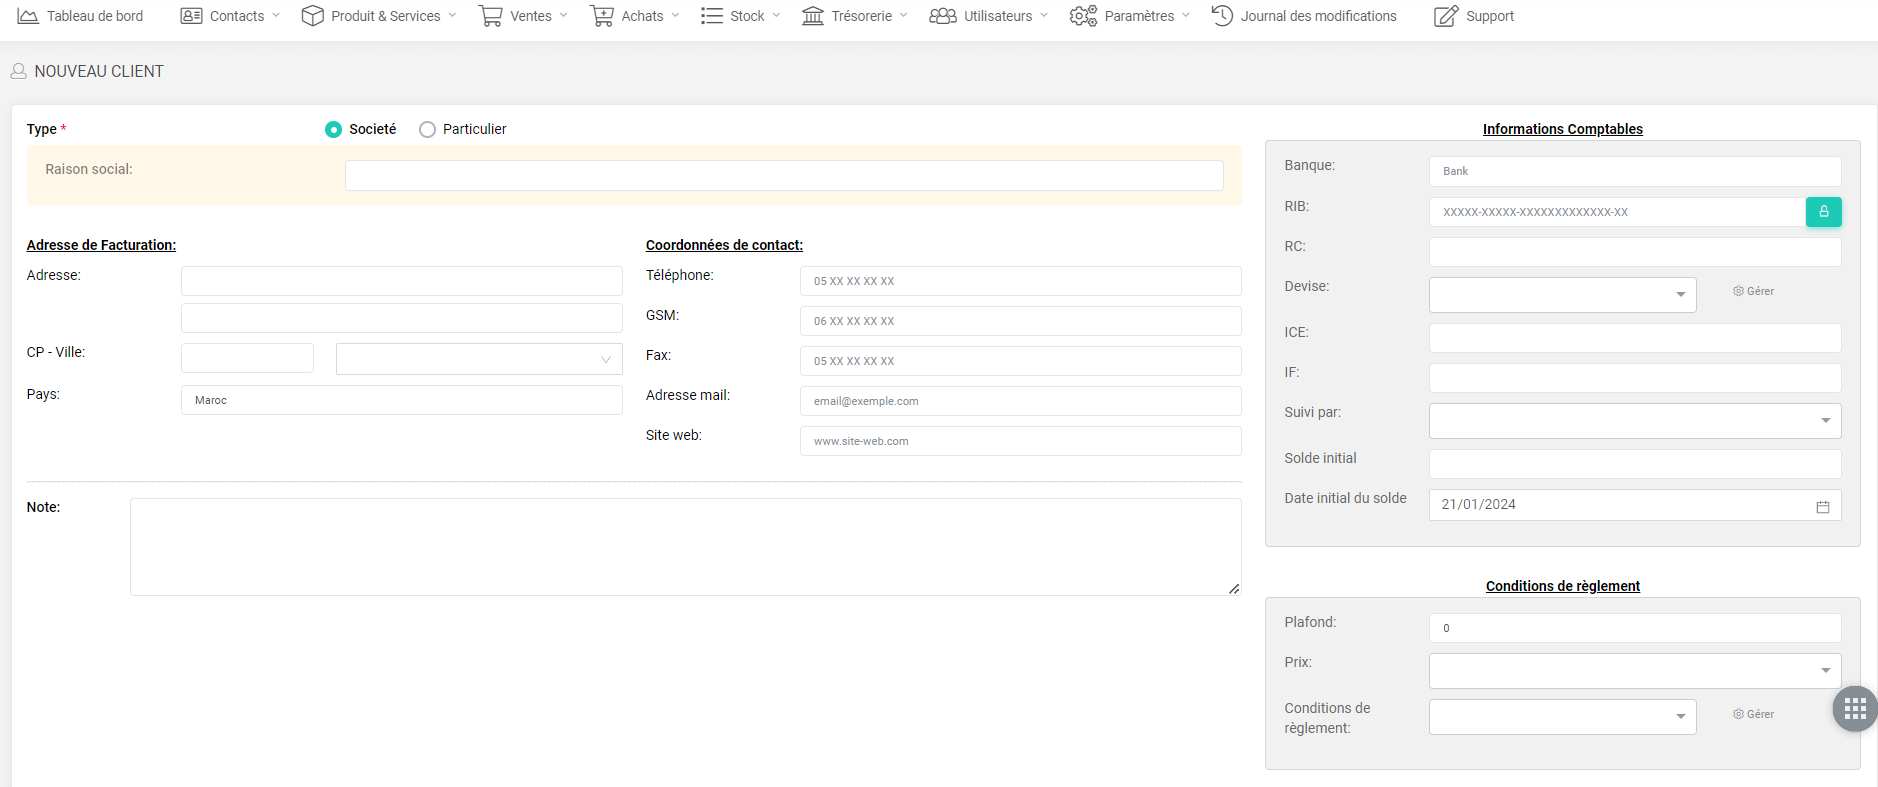 Tableau de bord Contacts Produit & Services Ventes Achats Stock Trésorerie Utilisateurs Paramètres Journal des modifications Support
NOUVEAU CLIENT
Type * Societé Particulier
Raison social:
Adresse de Facturation:
Adresse:
CP - Ville:
Pays: Maroc
Coordonnées de contact:
Téléphone: 05 XX XX XX XX
GSM: 06 XX XX XX XX
Fax: 05 XX XX XX XX
Adresse mail: email@exemple.com
Site web: www.site-web.com
Note:
Informations Comptables
Banque: Bank
RIB: XXXXX-XXXXX-XXXXXXXXXXXXX-XX
RC:
Devise: Gérer
ICE:
IF:
Suivi par:
Solde initial
Date initial du solde 21/01/2024
Conditions de règlement
Plafond: 0
Prix:
Conditions de
règlement: Gérer